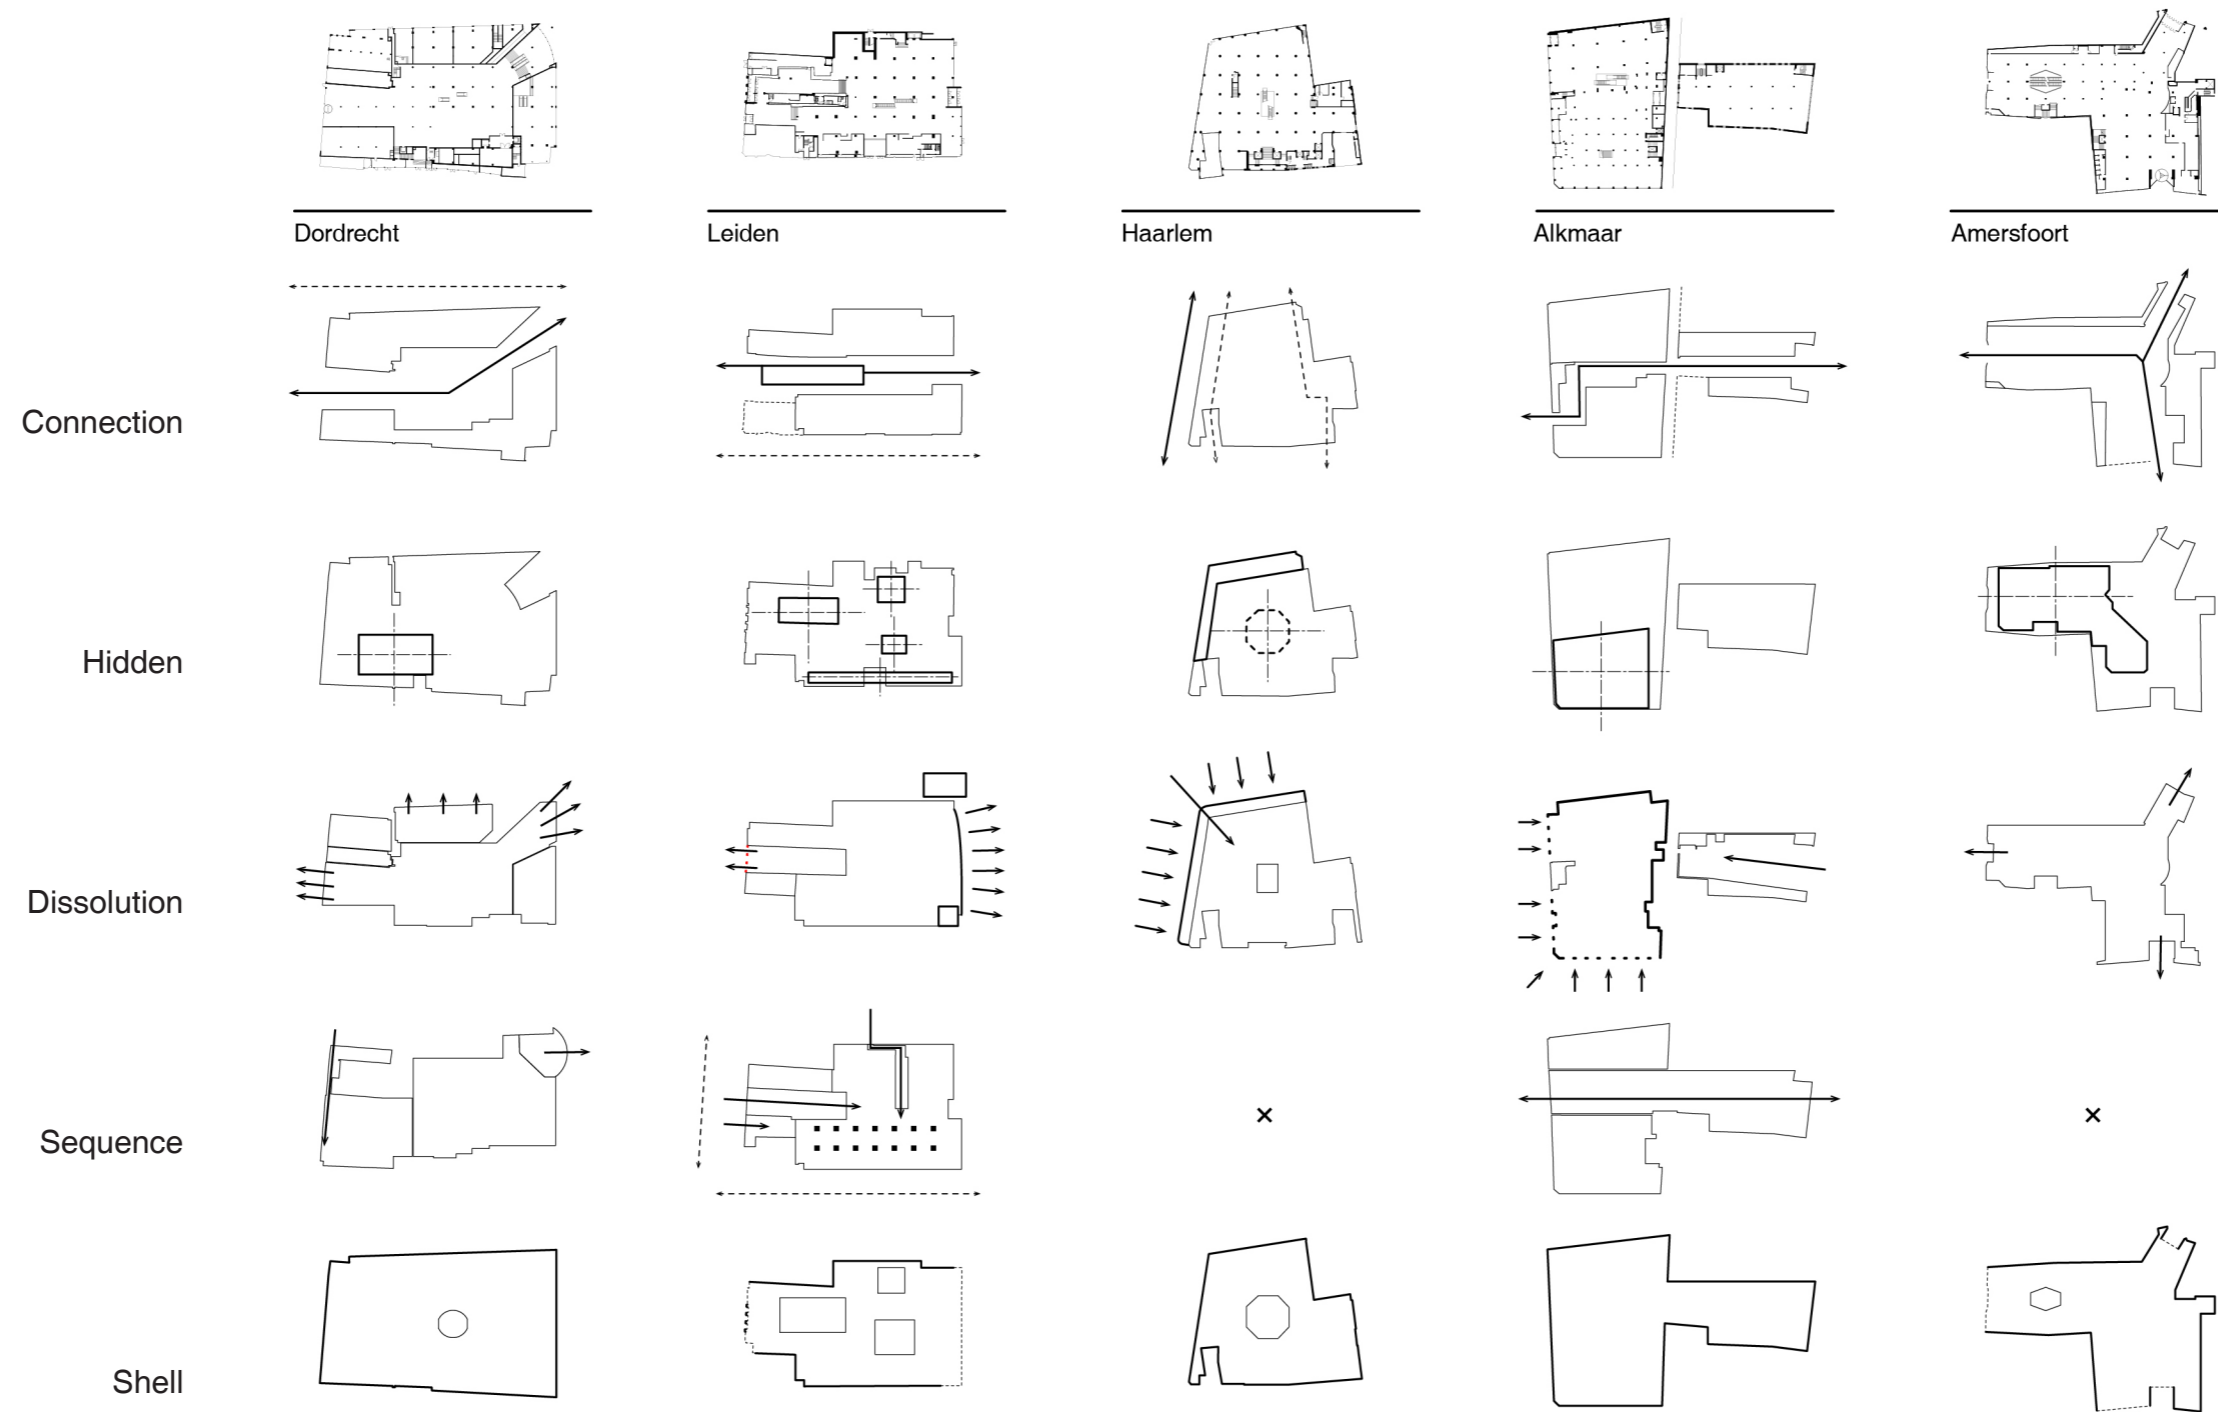 Dordrecht
Leiden
Haarlem
Alkmaar
Amersfoort
Connection
Hidden
Dissolution
Sequence
×
×
Shell